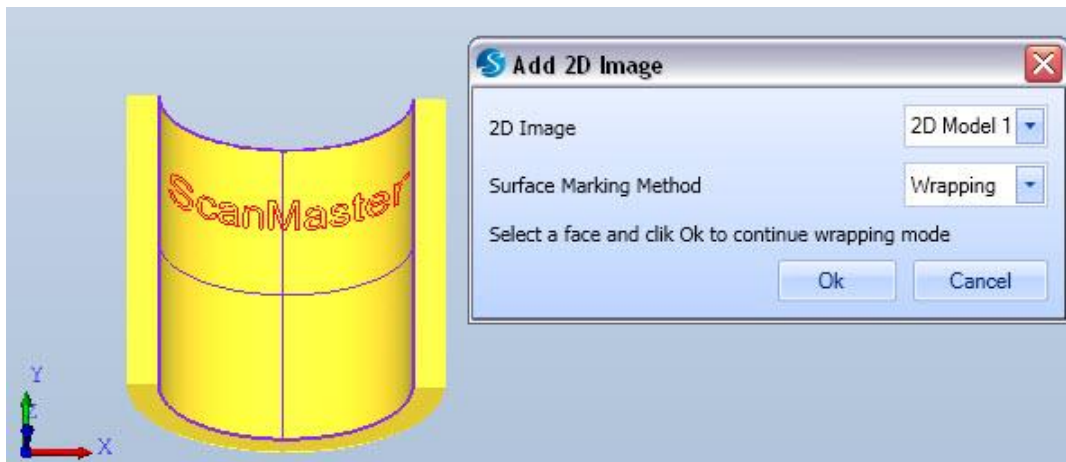 Add 2D Image
2D Image
2D Model 1
Surface Marking Method
Wrapping
Select a face and clik Ok to continue wrapping mode
Ok
Cancel
ScanMaster
Y
Z
X